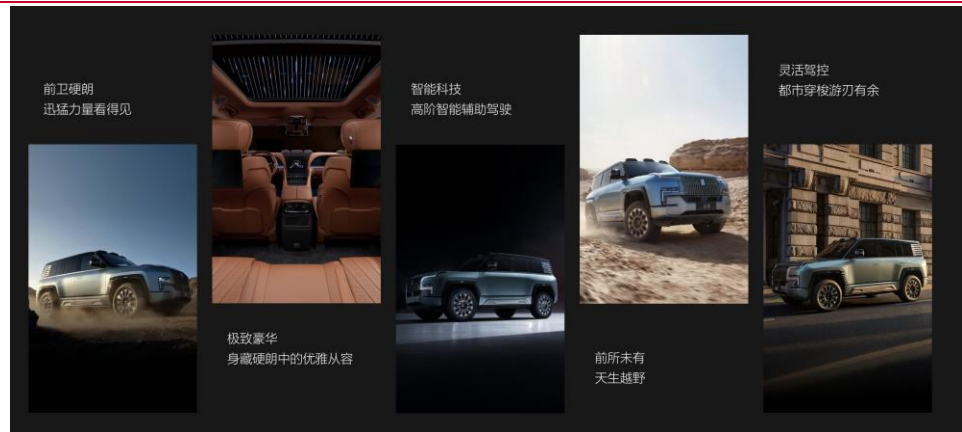 前卫硬朗
迅猛力量看得见
极致豪华
身藏硬朗中的优雅从容
智能科技
高阶智能辅助驾驶
前所未有
天生越野
灵活驾控
都市穿梭游刃有余